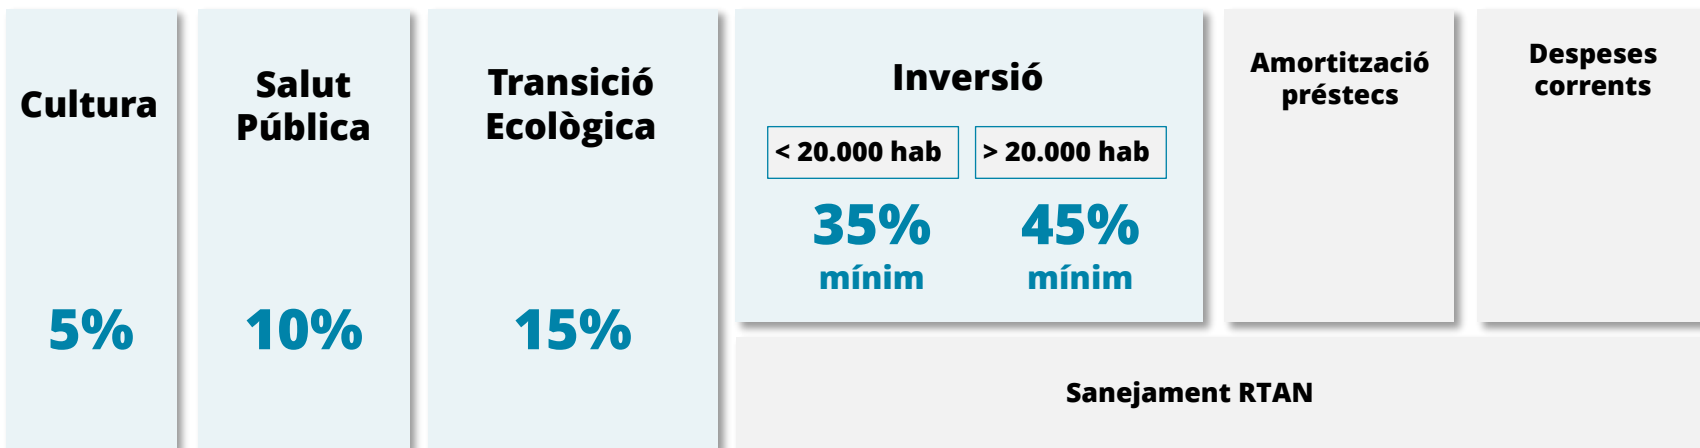 Cultura
5%
Salut
Pública
10%
Transició
Ecològica
15%
Inversió
< 20.000 hab
35%
mínim
> 20.000 hab
45%
mínim
Amortització
préstecs
Despeses
corrents
Sanejament RTAN